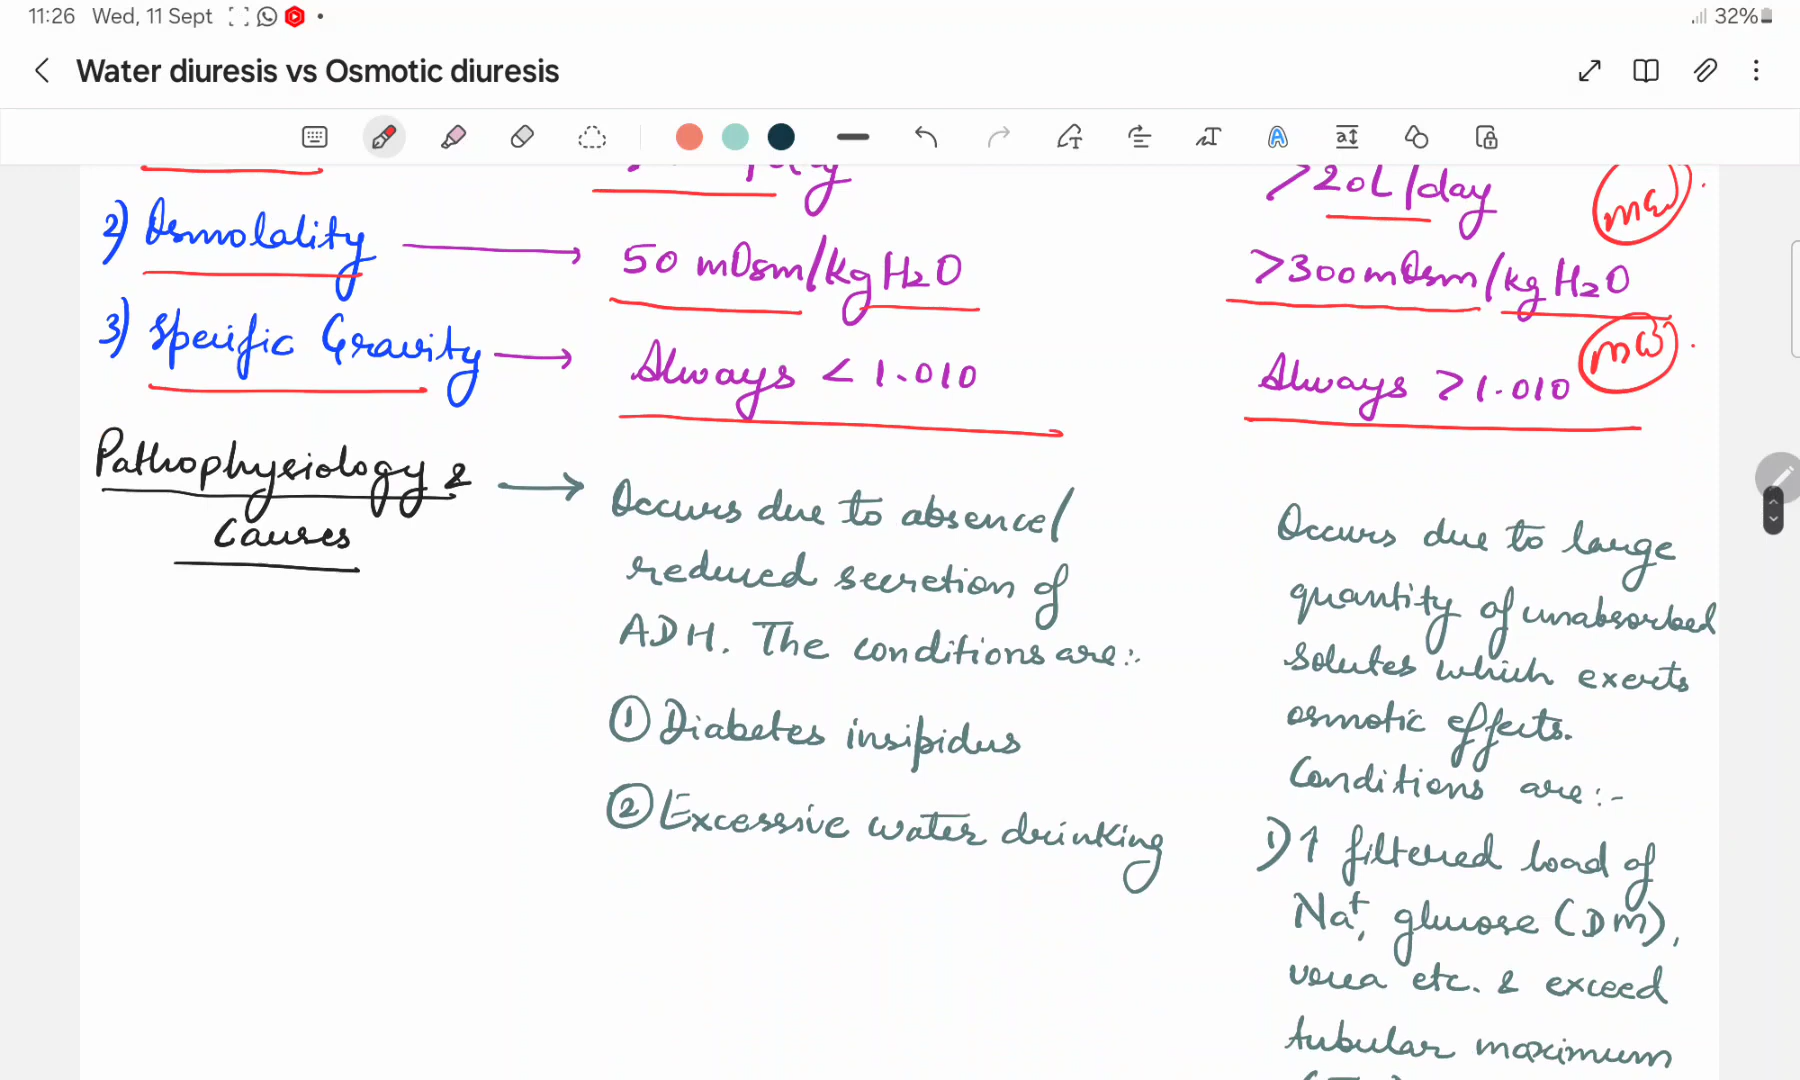 11:26 Wed, 11 Sept
32%
Water diuresis vs Osmotic diuresis
>20L/day
2) Osmolality
50 mOsm/kg H2O
>300mOsm/kg H2O
3) Specific Gravity
Always < 1.010
Always >1.010
Pathophysiology &
Causes
Occurs due to absence/
reduced secretion of
ADH. The conditions are:-
① Diabetes insipidus
② Excessive water drinking
Occurs due to large
quantity of unabsorbed
solutes which exerts
osmotic effects.
Conditions are:-
1) ↑ filtered load of
Na+, glucose (DM),
urea etc. & exceed
tubular maximum